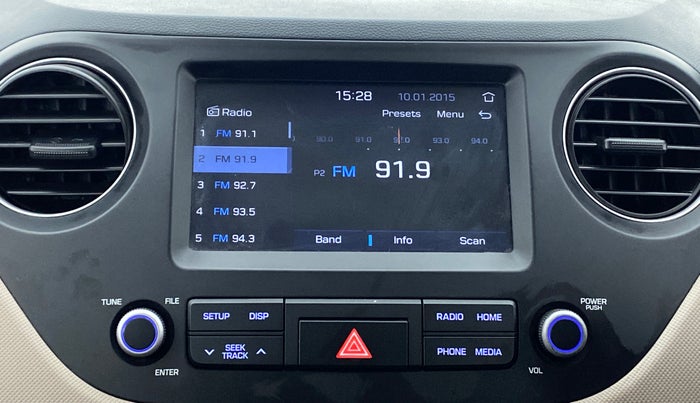 15:28 10.01 2015
Radio Presets Menu
1 FM 91.1
90.0 91.0 93.0 94.0
2 FM 91.9
P2 FM 91.9
3 FM 92.7
4 FM 93.5
5 FM 94.3
Band Info Scan
TUNE FILE
SETUP DISP
RADIO HOME
POWER
PUSH
SEEK
TRACK
PHONE MEDIA
ENTER
VOL